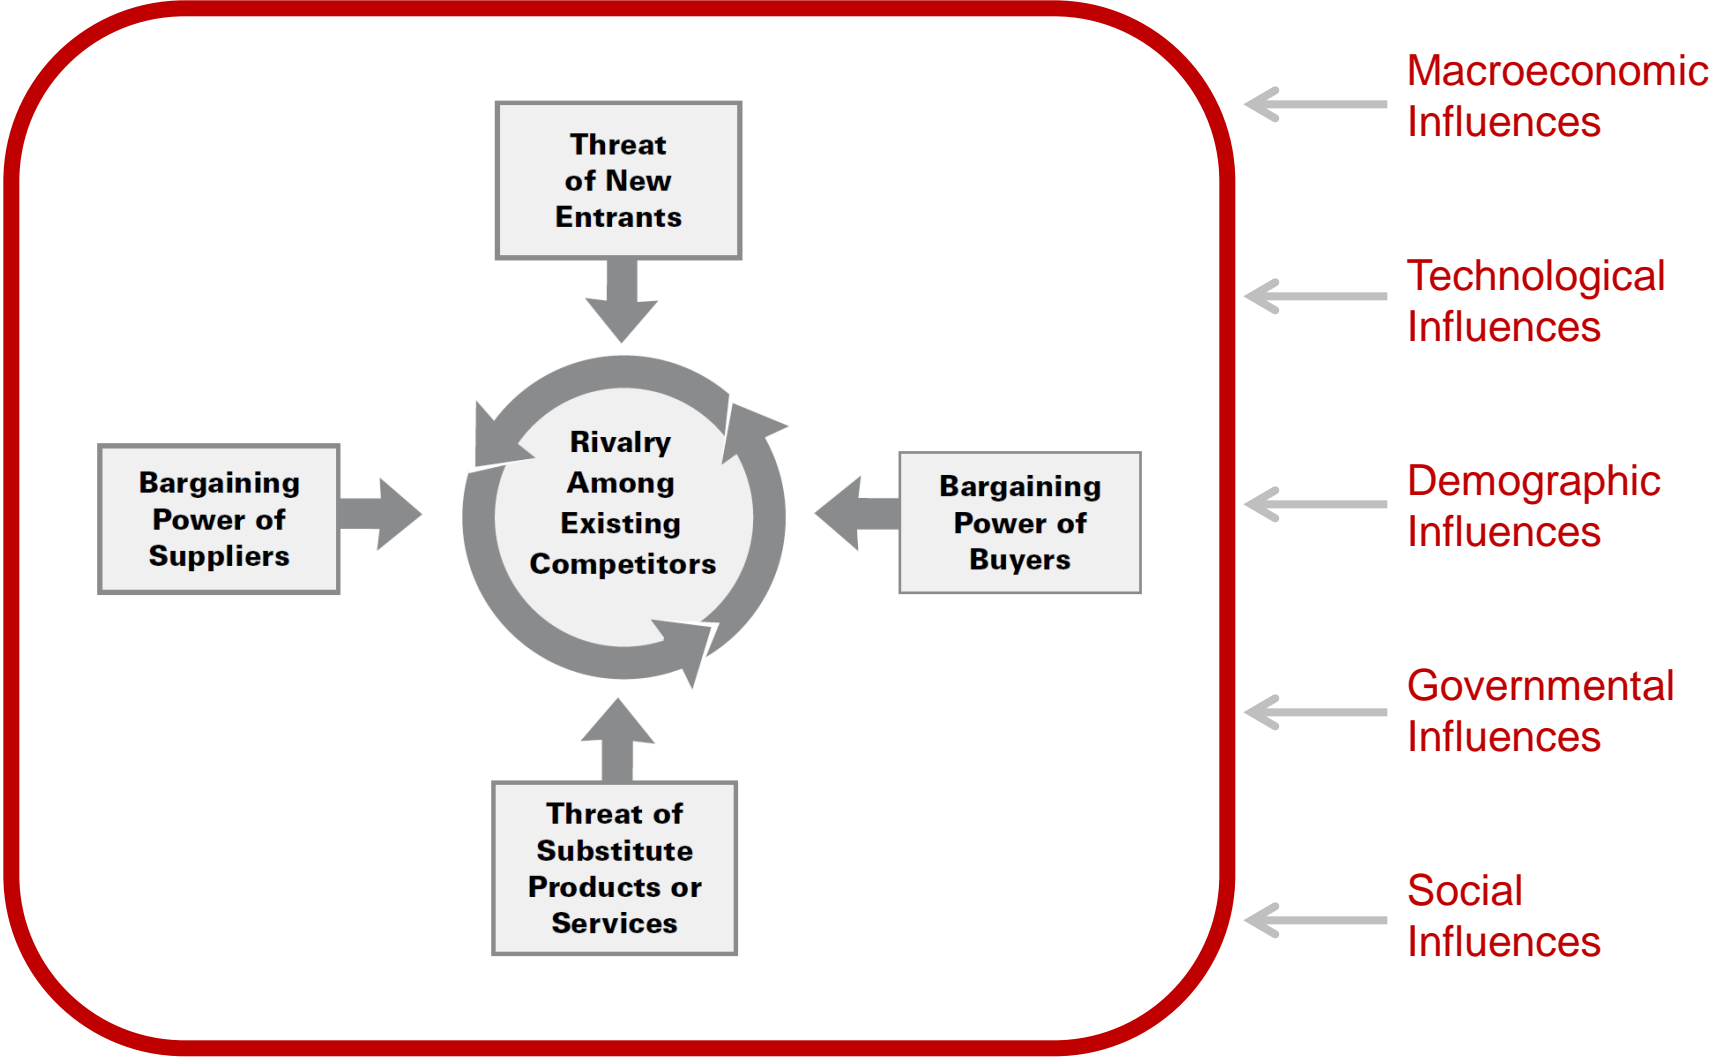 Threat
of New
Entrants
Bargaining
Power of
Suppliers
Rivalry
Among
Existing
Competitors
Bargaining
Power of
Buyers
Threat of
Substitute
Products or
Services
Macroeconomic
Influences
Technological
Influences
Demographic
Influences
Governmental
Influences
Social
Influences